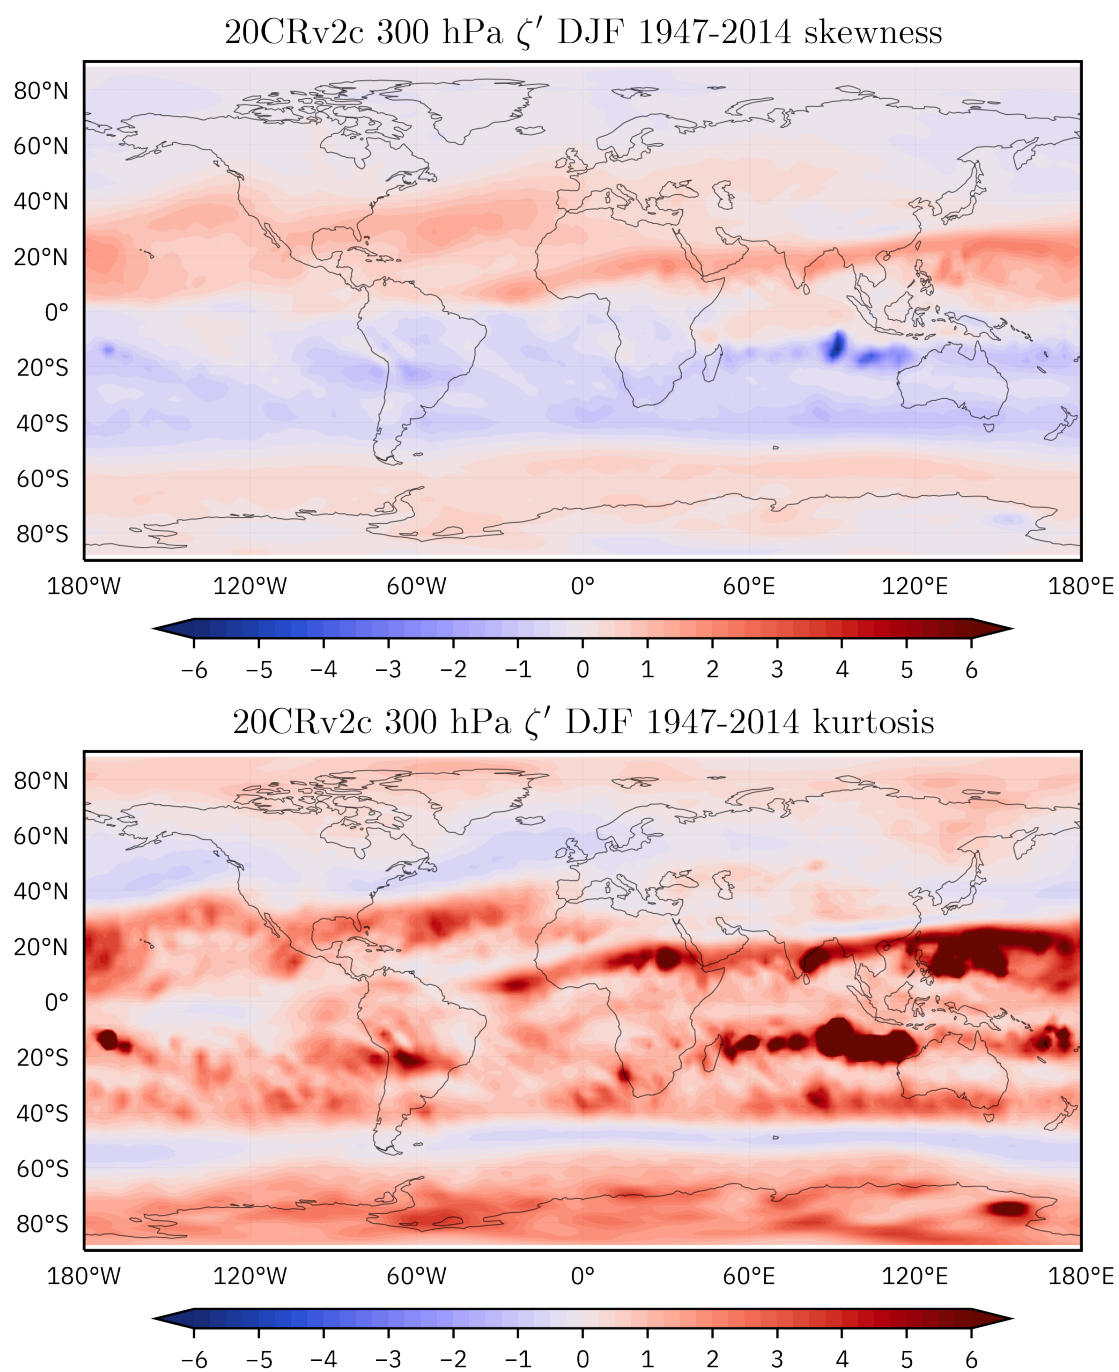 20CRv2c 300 hPa ζ′ DJF 1947-2014 skewness
80°N
60°N
40°N
20°N
0°
20°S
40°S
60°S
80°S
180°W 120°W 60°W 0° 60°E 120°E 180°E
−6 −5 −4 −3 −2 −1 0 1 2 3 4 5 6
20CRv2c 300 hPa ζ′ DJF 1947-2014 kurtosis
80°N
60°N
40°N
20°N
0°
20°S
40°S
60°S
80°S
180°W 120°W 60°W 0° 60°E 120°E 180°E
−6 −5 −4 −3 −2 −1 0 1 2 3 4 5 6